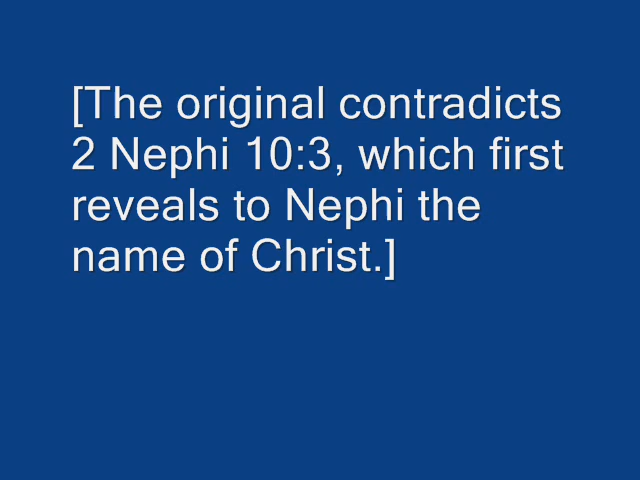 [The original contradicts
2 Nephi 10:3, which first
reveals to Nephi the
name of Christ.]